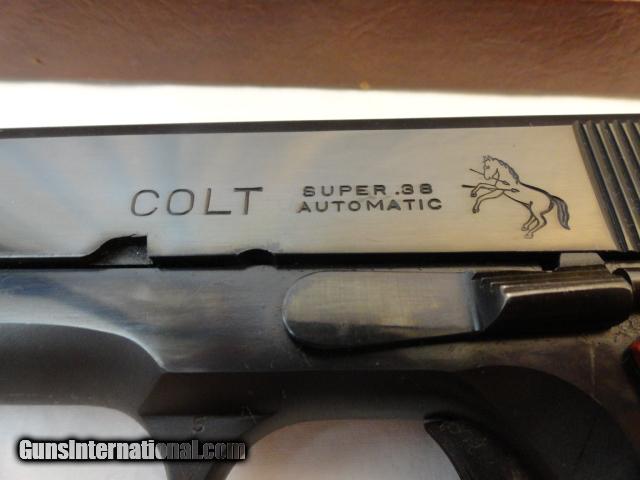 COLT
SUPER .38
AUTOMATIC
S
GunsInternational.com